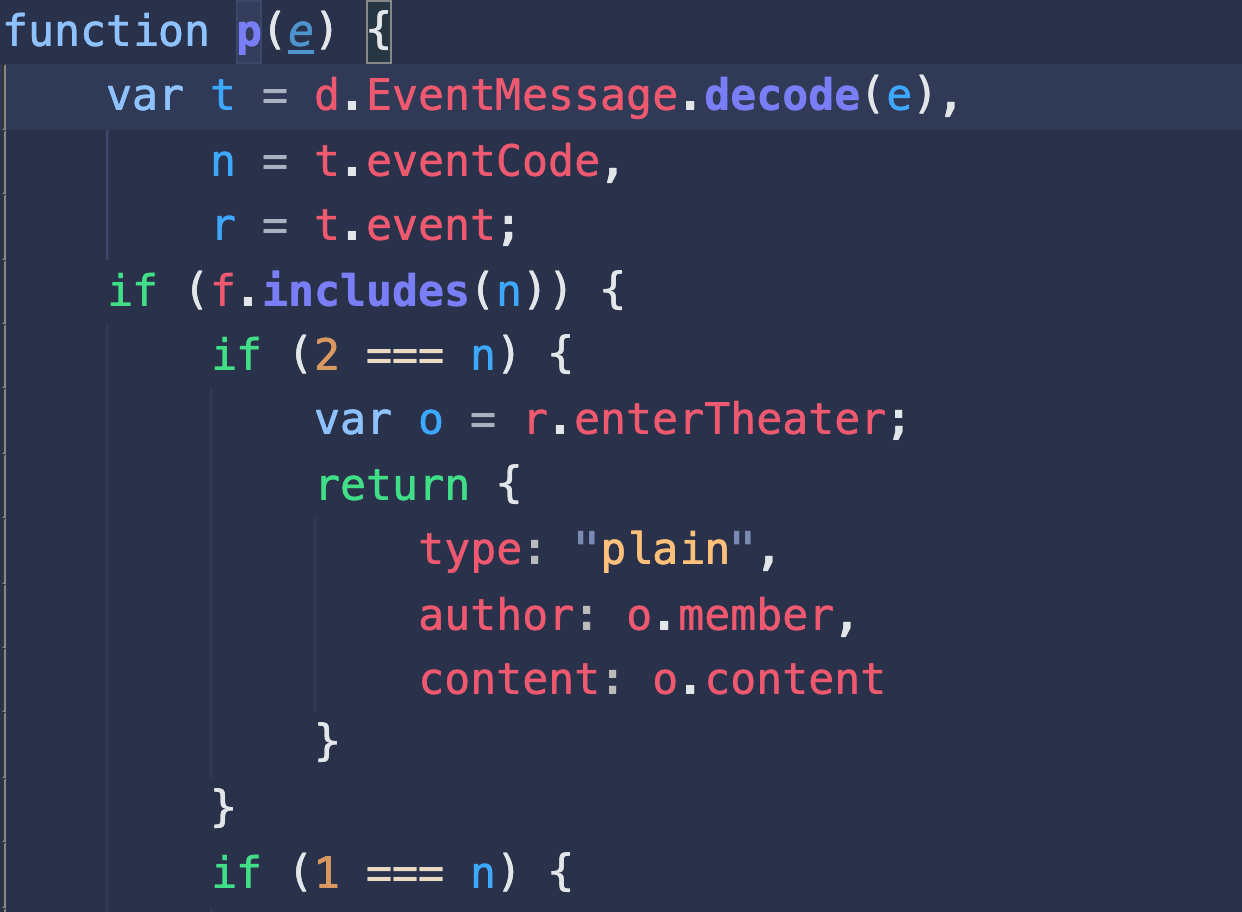 function p(e) {
    var t = d.EventMessage.decode(e),
        n = t.eventCode,
        r = t.event;
    if (f.includes(n)) {
        if (2 === n) {
            var o = r.enterTheater;
            return {
                type: "plain",
                author: o.member,
                content: o.content
            }
        }
        if (1 === n) {